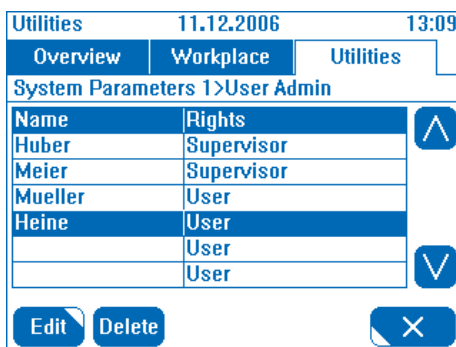 Utilities 11.12.2006 13:09
Overview Workplace Utilities
System Parameters 1>User Admin
Name Rights
Huber Supervisor
Meier Supervisor
Mueller User
Heine User
User
User
Edit Delete